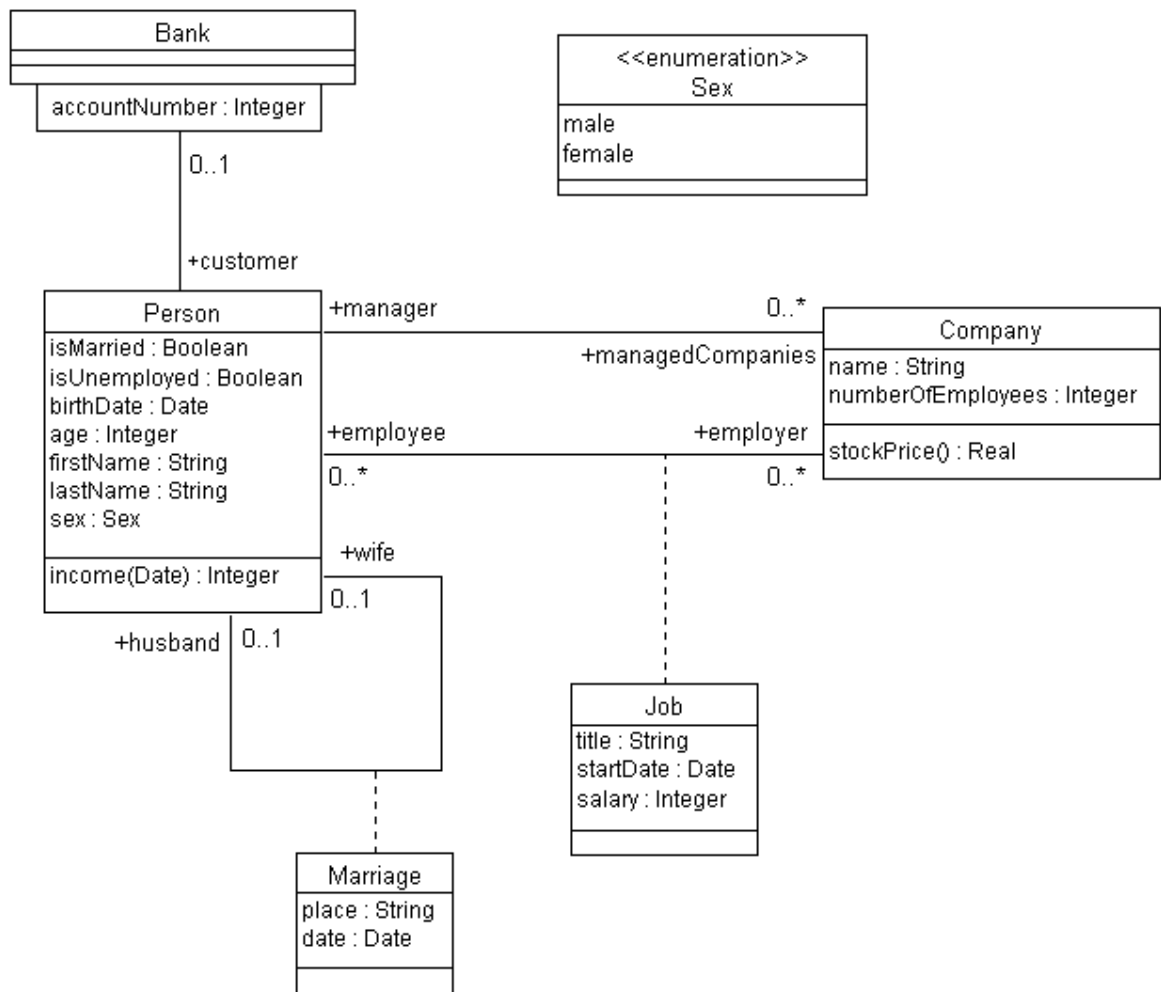 Bank
accountNumber : Integer
0..1
+customer
<<enumeration>>
Sex
male
female
Person
isMarried : Boolean
isUnemployed : Boolean
birthDate : Date
age : Integer
firstName : String
lastName : String
sex : Sex
income(Date) : Integer
+manager
0..*
+managedCompanies
+employee
0..*
+employer
0..*
Company
name : String
numberOfEmployees : Integer
stockPrice() : Real
+wife
0..1
+husband
0..1
Job
title : String
startDate : Date
salary : Integer
Marriage
place : String
date : Date